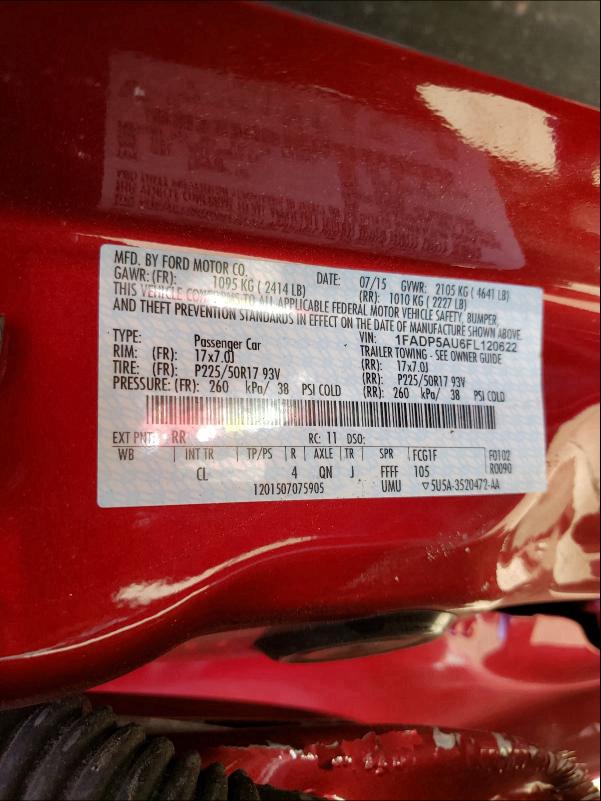 MFD. BY FORD MOTOR CO. DATE: 07/15 GVWR: 2105 KG ( 4641 LB)
GAWR: (FR): 1095 KG ( 2414 LB) (RR): 1010 KG ( 2227 LB)
THIS VEHICLE CONFORMS TO ALL APPLICABLE FEDERAL MOTOR VEHICLE SAFETY, BUMPER,
AND THEFT PREVENTION STANDARDS IN EFFECT ON THE DATE OF MANUFACTURE SHOWN ABOVE.
VIN: 1FADP5AU6FL120622
TYPE: Passenger Car TRAILER TOWING - SEE OWNER GUIDE
RIM: (FR): 17x7.0J (RR): 17x7.0J
TIRE: (FR): P225/50R17 93V (RR): P225/50R17 93V
PRESSURE: (FR): 260 kPa/ 38 PSI COLD (RR): 260 kPa/ 38 PSI COLD
EXT PNT: RR RC: 11 DSO:
WB INT TR TP/PS R AXLE TR SPR FCG1F F0102
CL 4 QN J FFFF 105 R0090
1201507075905 UMU ▽5U5A-3520472-AA